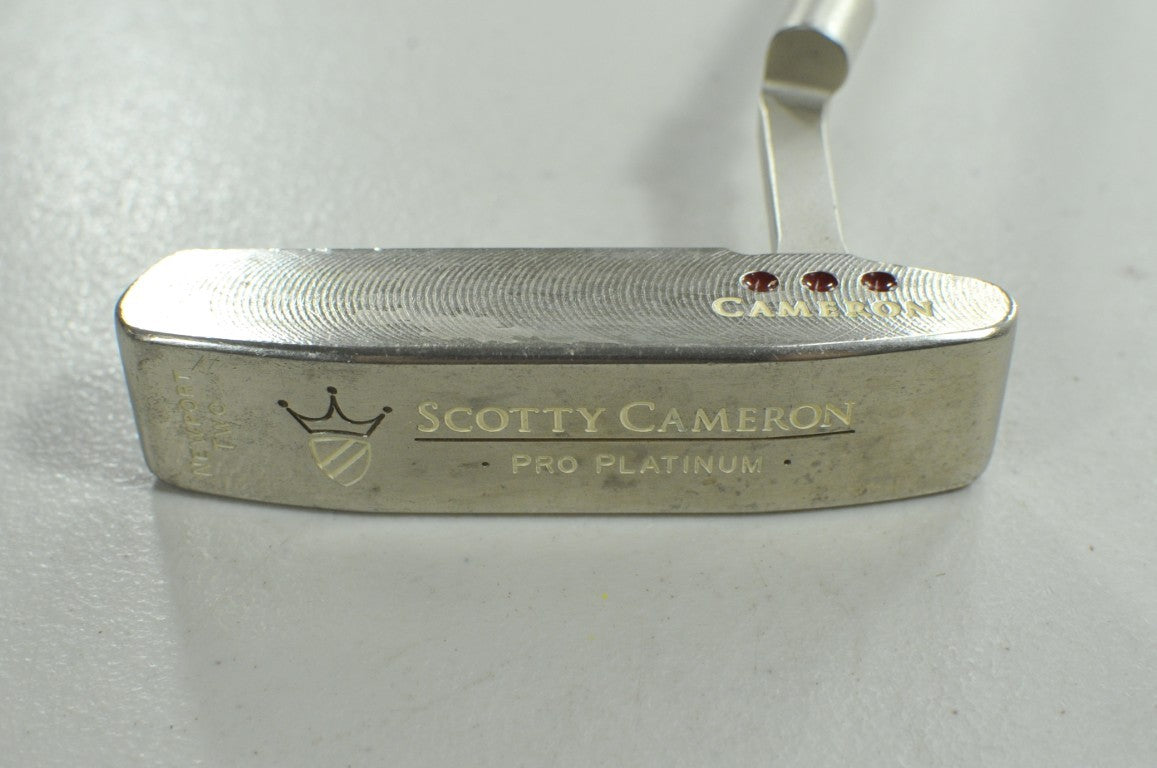 CAMERON
SCOTTY CAMERON
PRO PLATINUM
NEWPORT
TWO